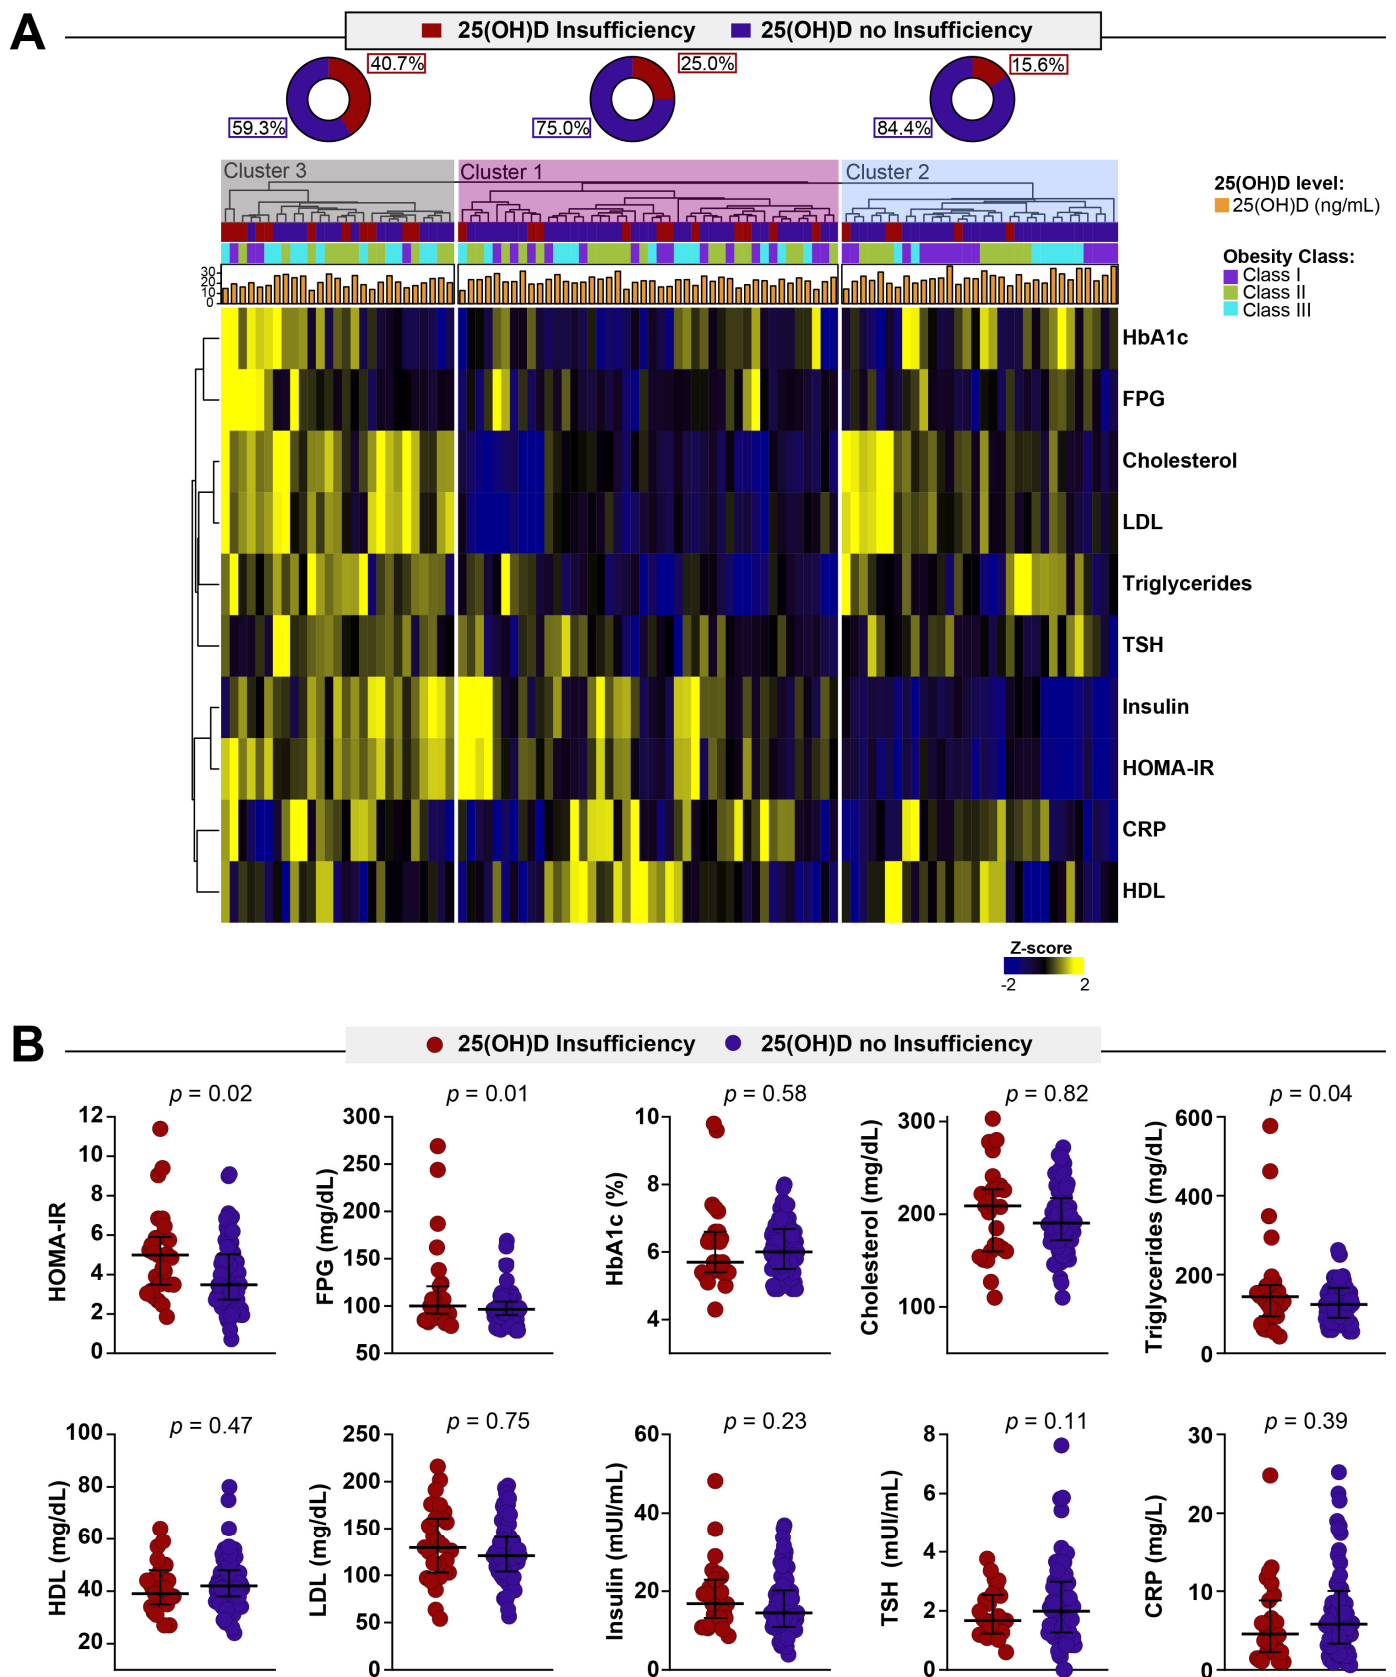 A
25(OH)D Insufficiency 25(OH)D no Insufficiency
40.7% 25.0% 15.6%
59.3% 75.0% 84.4%
Cluster 3 Cluster 1 Cluster 2
25(OH)D level:
25(OH)D (ng/mL)
Obesity Class:
Class I
Class II
Class III
30
20
10
0
HbA1c
FPG
Cholesterol
LDL
Triglycerides
TSH
Insulin
HOMA-IR
CRP
HDL
Z-score
-2 2
B
25(OH)D Insufficiency 25(OH)D no Insufficiency
p = 0.02
HOMA-IR
12
10
8
6
4
2
0
p = 0.01
FPG (mg/dL)
300
250
200
150
100
50
p = 0.58
HbA1c (%)
10
8
6
4
p = 0.82
Cholesterol (mg/dL)
300
200
100
p = 0.04
Triglycerides (mg/dL)
600
400
200
0
p = 0.47
HDL (mg/dL)
100
80
60
40
20
p = 0.75
LDL (mg/dL)
250
200
150
100
50
0
p = 0.23
Insulin (mUI/mL)
60
40
20
0
p = 0.11
TSH (mUI/mL)
8
6
4
2
0
p = 0.39
CRP (mg/L)
30
20
10
0